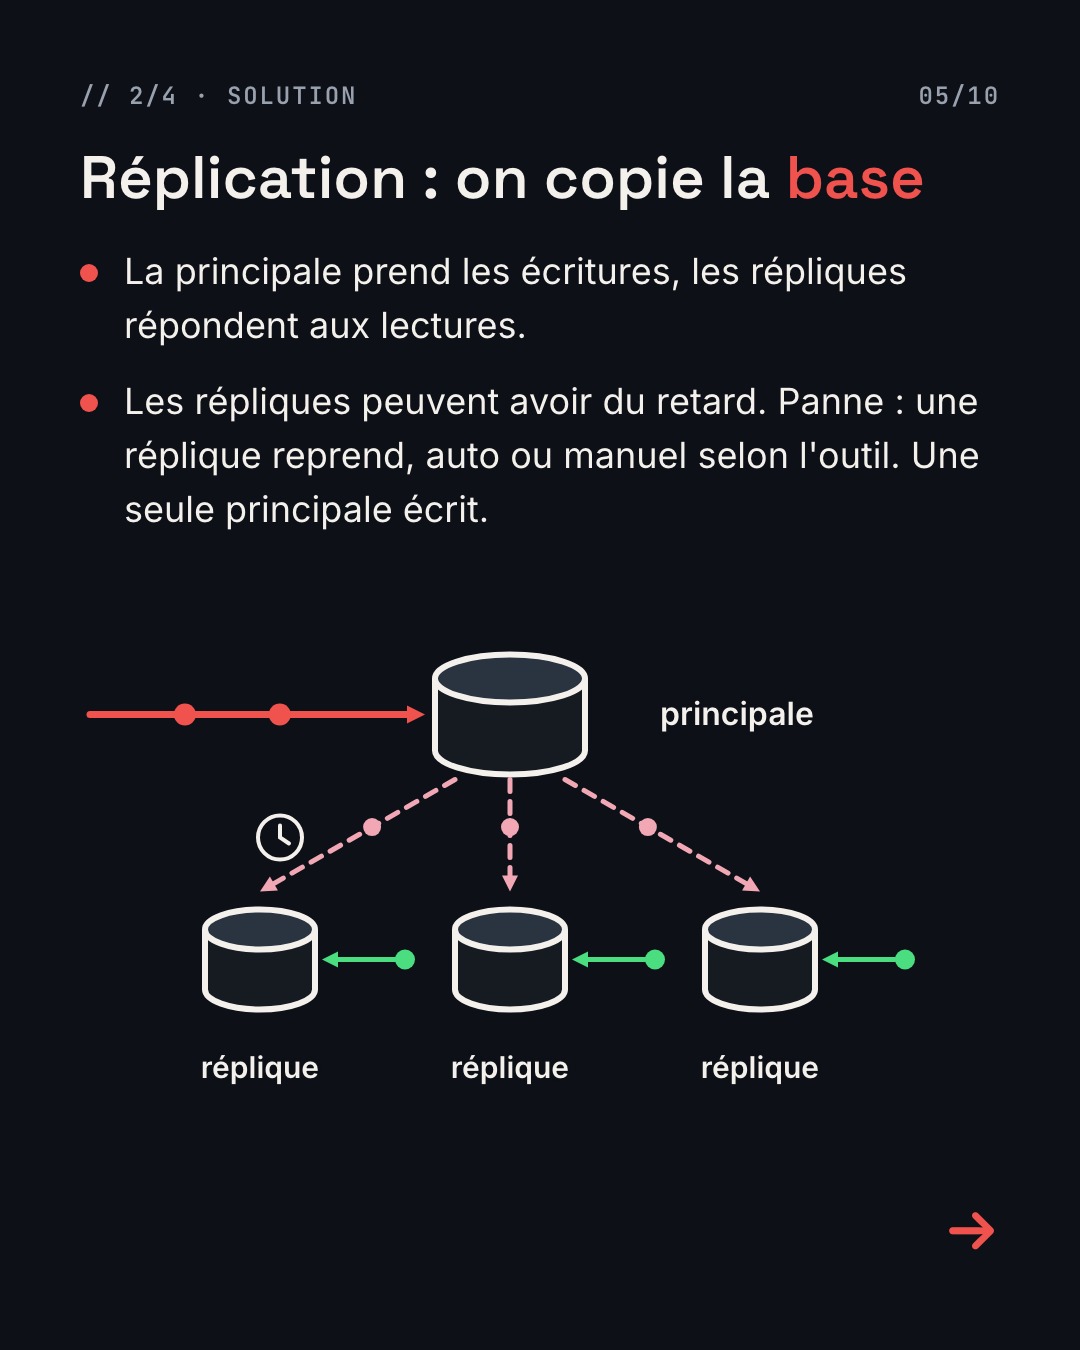 // 2/4 · SOLUTION
05/10
Réplication : on copie la base
La principale prend les écritures, les répliques
répondent aux lectures.
Les répliques peuvent avoir du retard. Panne : une
réplique reprend, auto ou manuel selon l'outil. Une
seule principale écrit.
principale
réplique
réplique
réplique